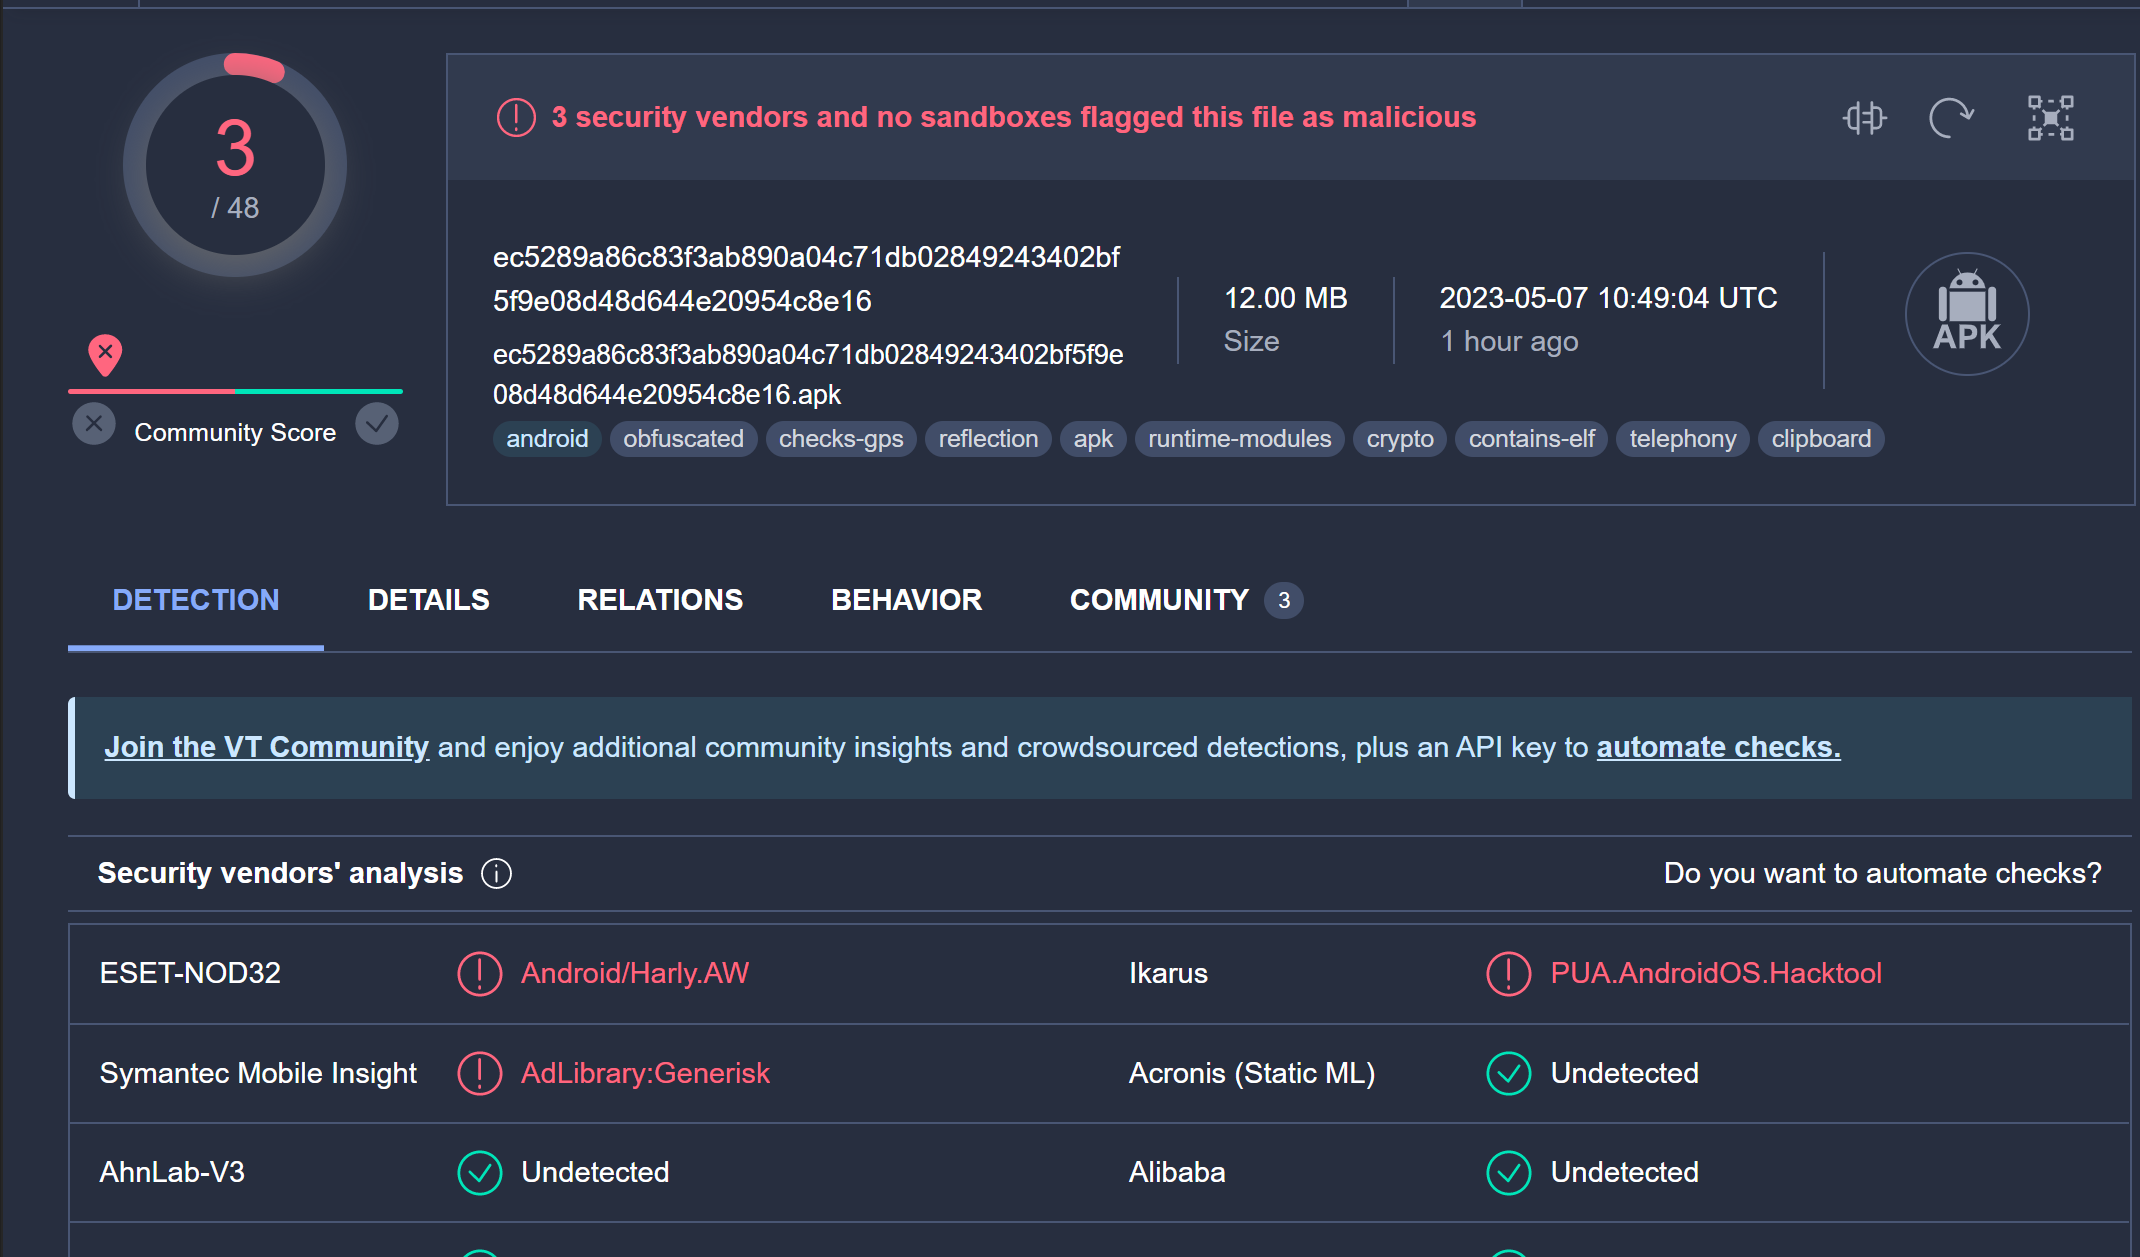 3
/ 48
Community Score
3 security vendors and no sandboxes flagged this file as malicious
ec5289a86c83f3ab890a04c71db02849243402bf
5f9e08d48d644e20954c8e16
ec5289a86c83f3ab890a04c71db02849243402bf5f9e
08d48d644e20954c8e16.apk
12.00 MB
Size
2023-05-07 10:49:04 UTC
1 hour ago
APK
android obfuscated checks-gps reflection apk runtime-modules crypto contains-elf telephony clipboard
DETECTION DETAILS RELATIONS BEHAVIOR COMMUNITY 3
Join the VT Community and enjoy additional community insights and crowdsourced detections, plus an API key to automate checks.
Security vendors' analysis Do you want to automate checks?
ESET-NOD32 Android/Harly.AW Ikarus PUA.AndroidOS.Hacktool
Symantec Mobile Insight AdLibrary:Generisk Acronis (Static ML) Undetected
AhnLab-V3 Undetected Alibaba Undetected